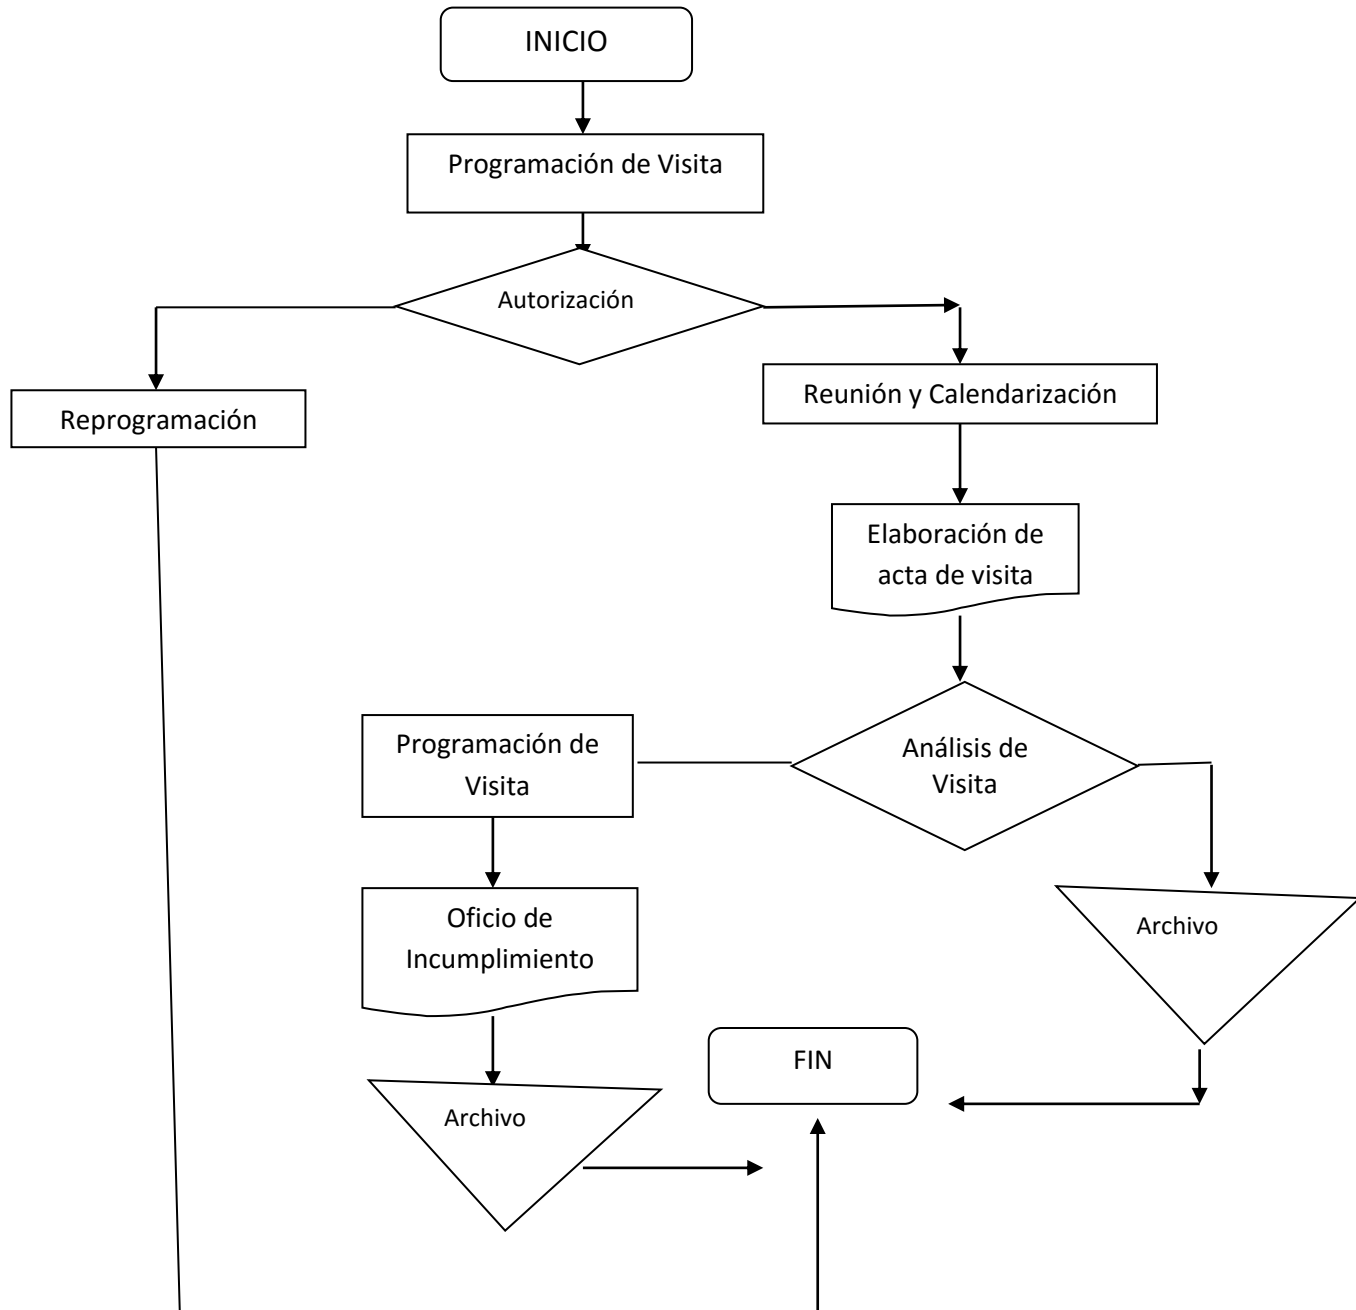 INICIO
Programación de Visita
Autorización
Reprogramación
Reunión y Calendarización
Elaboración de
acta de visita
Programación de
Visita
Análisis de
Visita
Oficio de
Incumplimiento
Archivo
FIN
Archivo